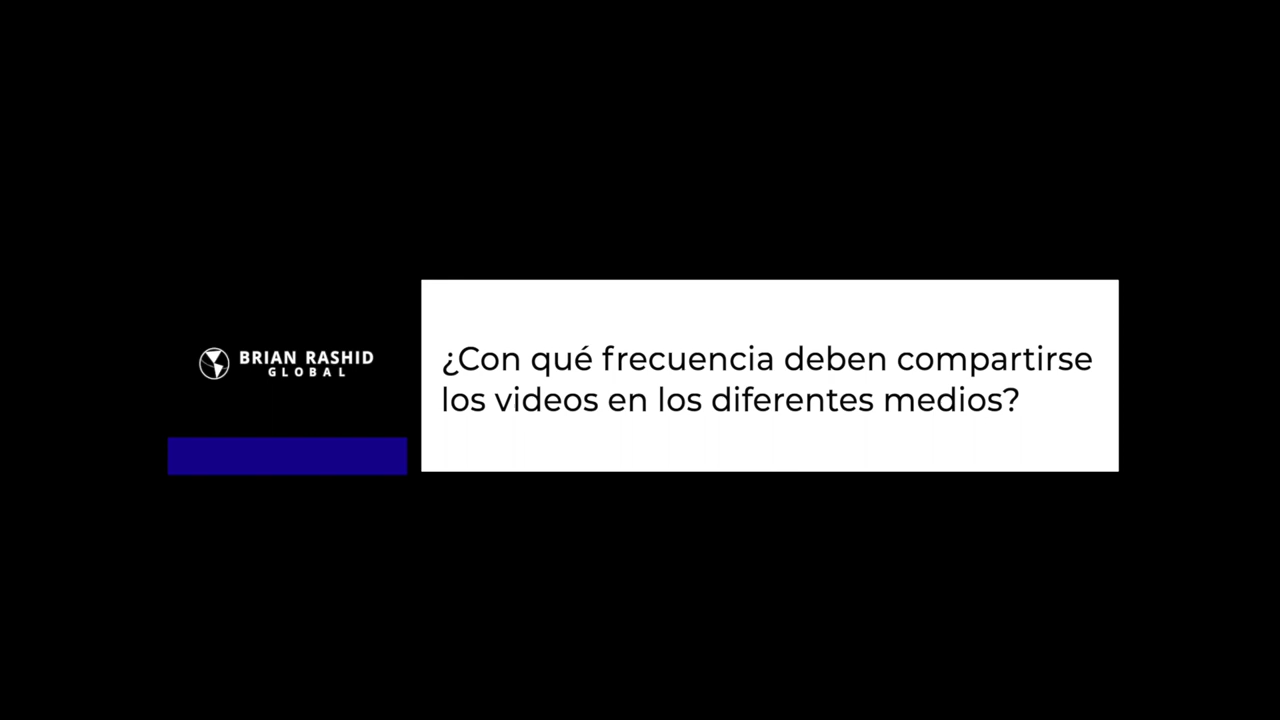 BRIAN RASHID
GLOBAL
¿Con qué frecuencia deben compartirse
los videos en los diferentes medios?